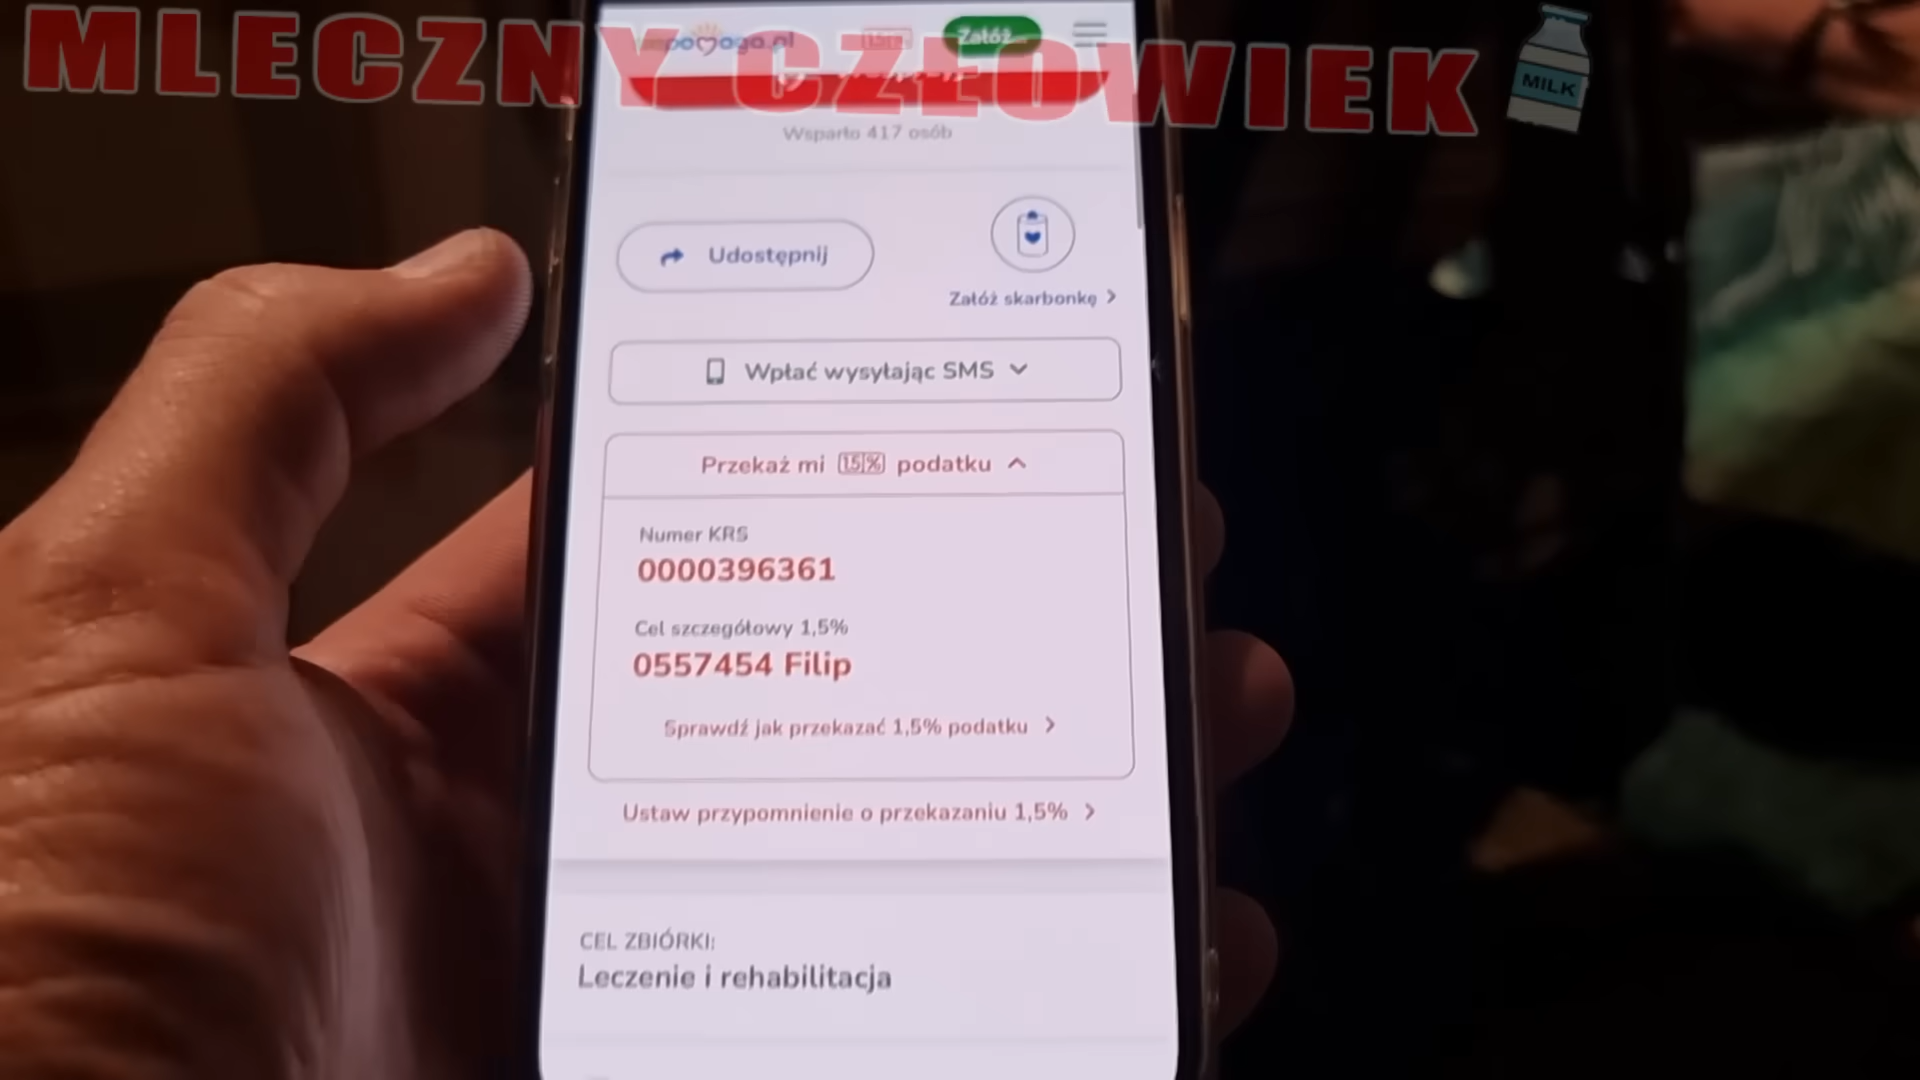 MLECZNY CZŁOWIEK
MILK
pomaga.pl
Załóż
Wsparło 417 osób
Udostępnij
Załóż skarbonkę
Wpłać wysyłając SMS
Przekaż mi 1,5% podatku
Numer KRS
0000396361
Cel szczegółowy 1,5%
0557454 Filip
Sprawdź jak przekazać 1,5% podatku
Ustaw przypomnienie o przekazaniu 1,5%
CEL ZBIÓRKI:
Leczenie i rehabilitacja